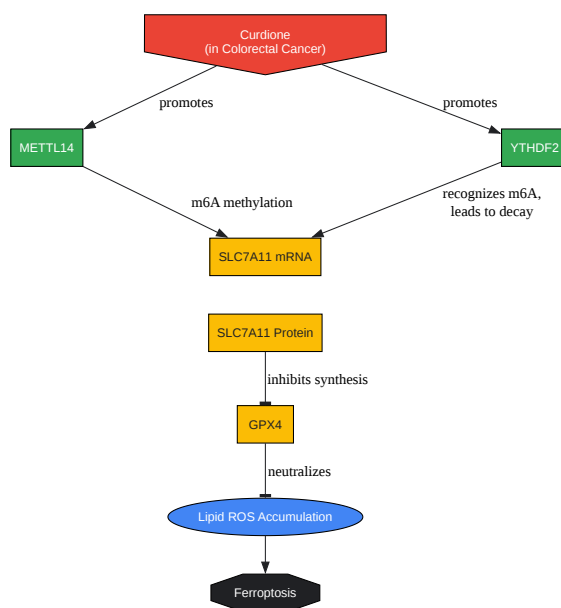 Curdione
(in Colorectal Cancer)
promotes
promotes
METTL14
YTHDF2
m6A methylation
recognizes m6A,
leads to decay
SLC7A11 mRNA
SLC7A11 Protein
inhibits synthesis
GPX4
neutralizes
Lipid ROS Accumulation
Ferroptosis